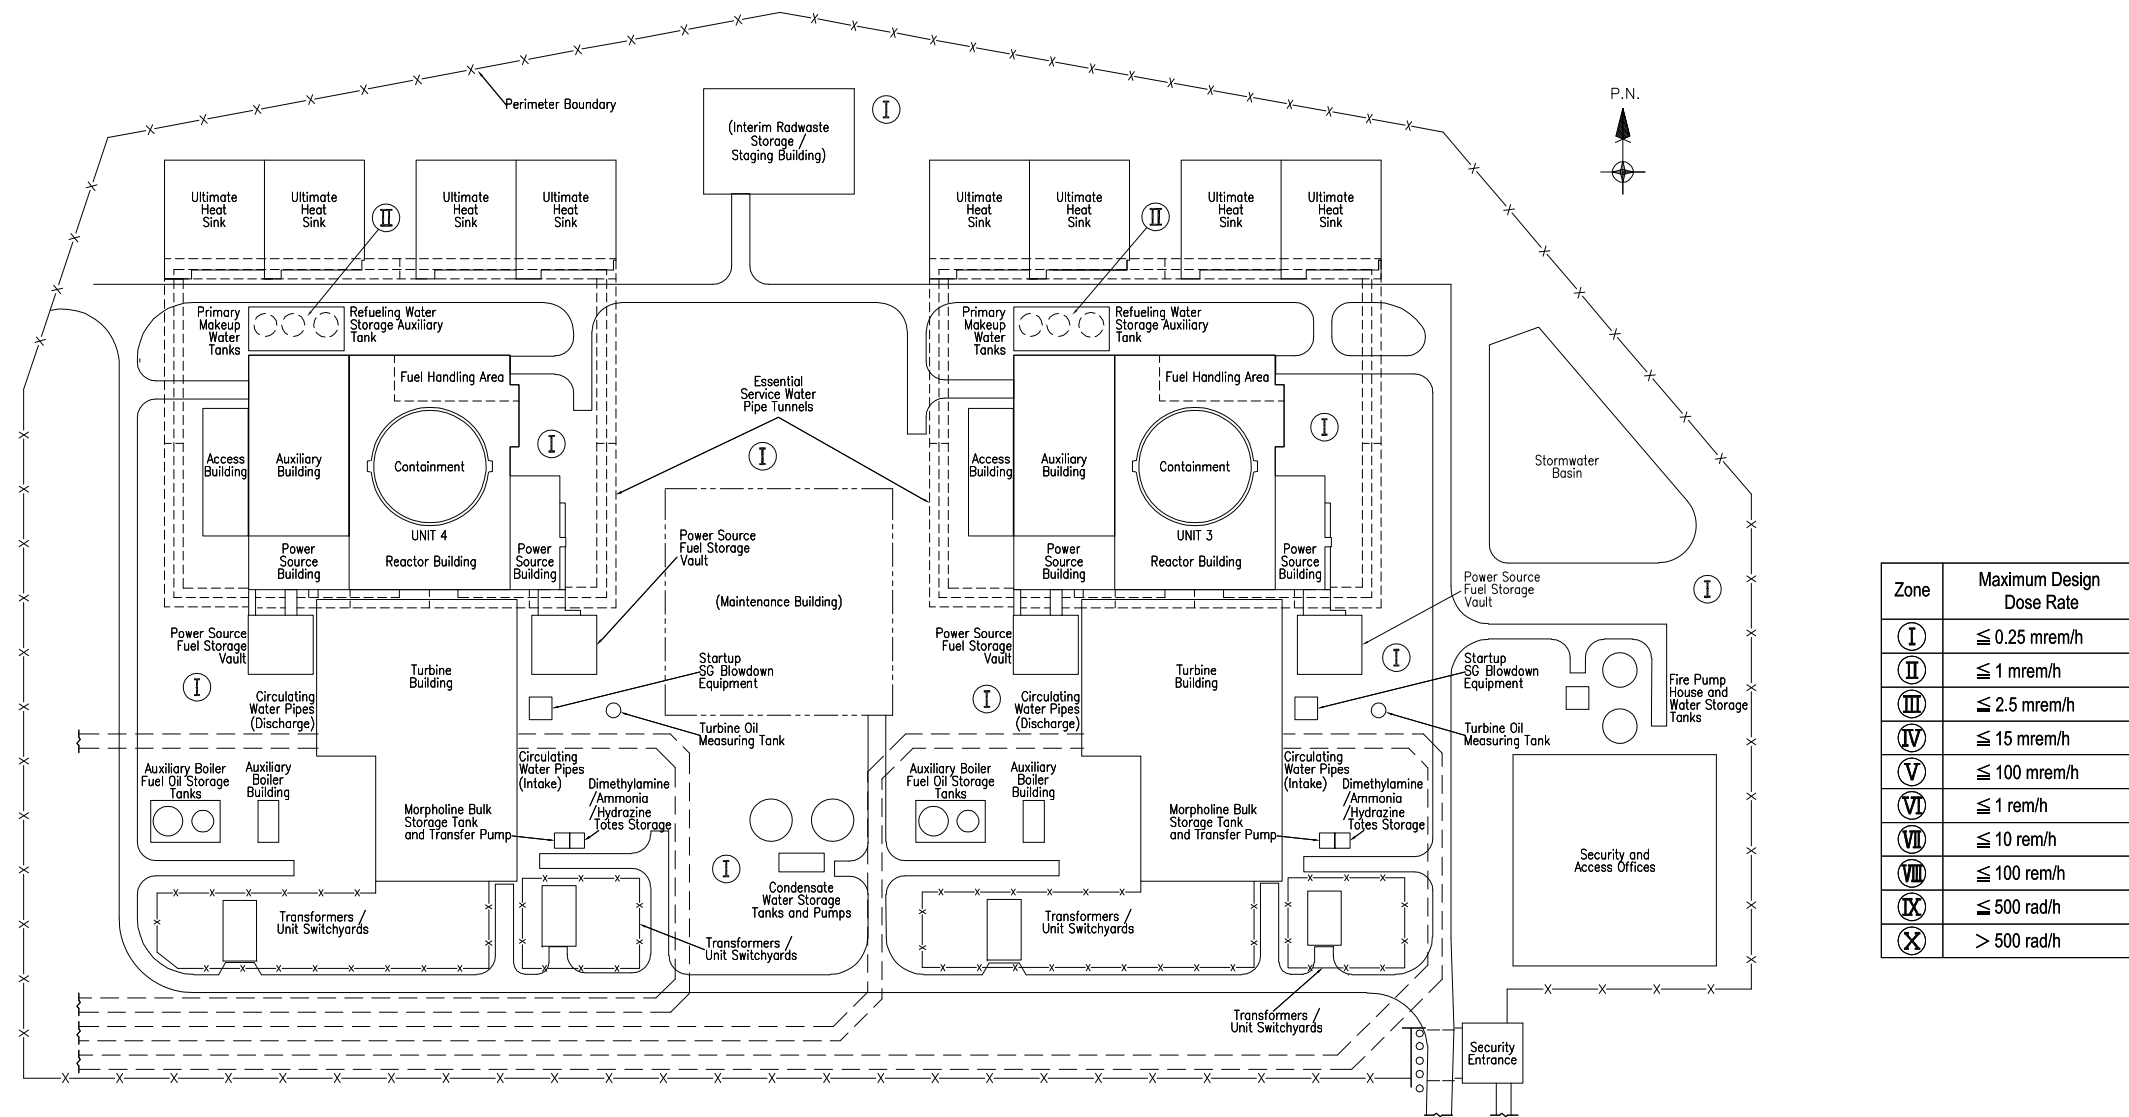 P.N.
Perimeter Boundary
(Interim Radwaste
Storage /
Staging Building)
I
Ultimate
Heat
Sink
Ultimate
Heat
Sink
II
Ultimate
Heat
Sink
Ultimate
Heat
Sink
Ultimate
Heat
Sink
Ultimate
Heat
Sink
II
Ultimate
Heat
Sink
Ultimate
Heat
Sink
Primary
Makeup
Water
Tanks
Refueling Water
Storage Auxiliary
Tank
Primary
Makeup
Water
Tanks
Refueling Water
Storage Auxiliary
Tank
Fuel Handling Area
Essential
Service Water
Pipe Tunnels
Fuel Handling Area
I
I
I
Access
Building
Auxiliary
Building
Containment
Access
Building
Auxiliary
Building
Containment
Stormwater
Basin
UNIT 4
Reactor Building
UNIT 3
Reactor Building
Power
Source
Building
Power
Source
Building
Power Source
Fuel Storage
Vault
Power
Source
Building
Power
Source
Building
Power Source
Fuel Storage
Vault
I
(Maintenance Building)
Power Source
Fuel Storage
Vault
Power Source
Fuel Storage
Vault
I
I
I
Turbine
Building
Startup
SG Blowdown
Equipment
Turbine
Building
Startup
SG Blowdown
Equipment
Circulating
Water Pipes
(Discharge)
Circulating
Water Pipes
(Discharge)
Fire Pump
House and
Water Storage
Tanks
Turbine Oil
Measuring Tank
Turbine Oil
Measuring Tank
Auxiliary Boiler
Fuel Oil Storage
Tanks
Auxiliary
Boiler
Building
Circulating
Water Pipes
(Intake)
Dimethylamine
/Ammonia
/Hydrazine
Totes Storage
Morpholine Bulk
Storage Tank
and Transfer Pump
Auxiliary Boiler
Fuel Oil Storage
Tanks
Auxiliary
Boiler
Building
Circulating
Water Pipes
(Intake)
Dimethylamine
/Ammonia
/Hydrazine
Totes Storage
Morpholine Bulk
Storage Tank
and Transfer Pump
I
Condensate
Water Storage
Tanks and Pumps
Security and
Access Offices
Transformers /
Unit Switchyards
Transformers /
Unit Switchyards
Transformers /
Unit Switchyards
Transformers /
Unit Switchyards
Security
Entrance
Zone Maximum Design
Dose Rate
I ≦ 0.25 mrem/h
II ≦ 1 mrem/h
III ≦ 2.5 mrem/h
IV ≦ 15 mrem/h
V ≦ 100 mrem/h
VI ≦ 1 rem/h
VII ≦ 10 rem/h
VIII ≦ 100 rem/h
IX ≦ 500 rad/h
X > 500 rad/h